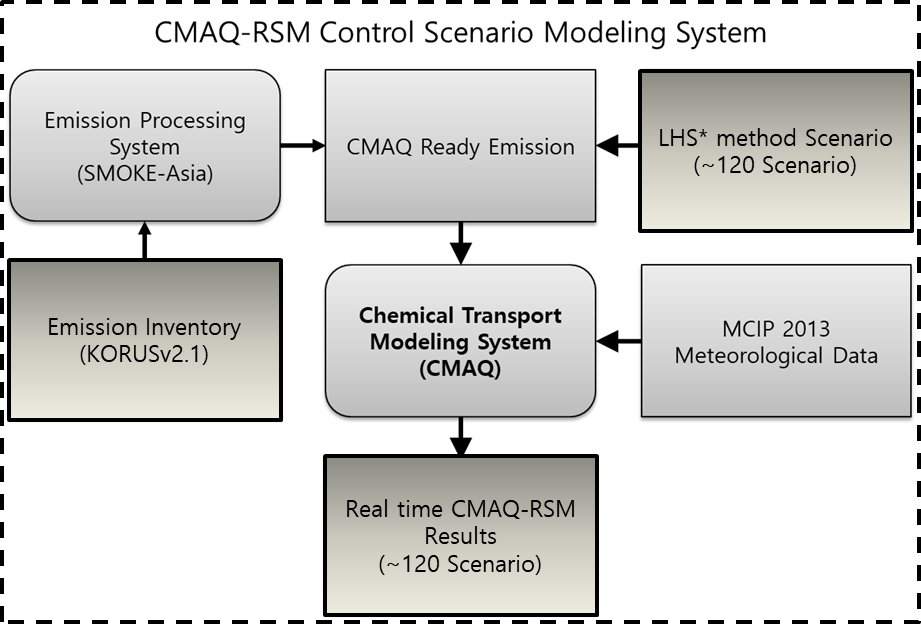 CMAQ-RSM Control Scenario Modeling System
Emission Processing
System
(SMOKE-Asia)
CMAQ Ready Emission
LHS* method Scenario
(~120 Scenario)
Emission Inventory
(KORUSv2.1)
Chemical Transport
Modeling System
(CMAQ)
MCIP 2013
Meteorological Data
Real time CMAQ-RSM
Results
(~120 Scenario)